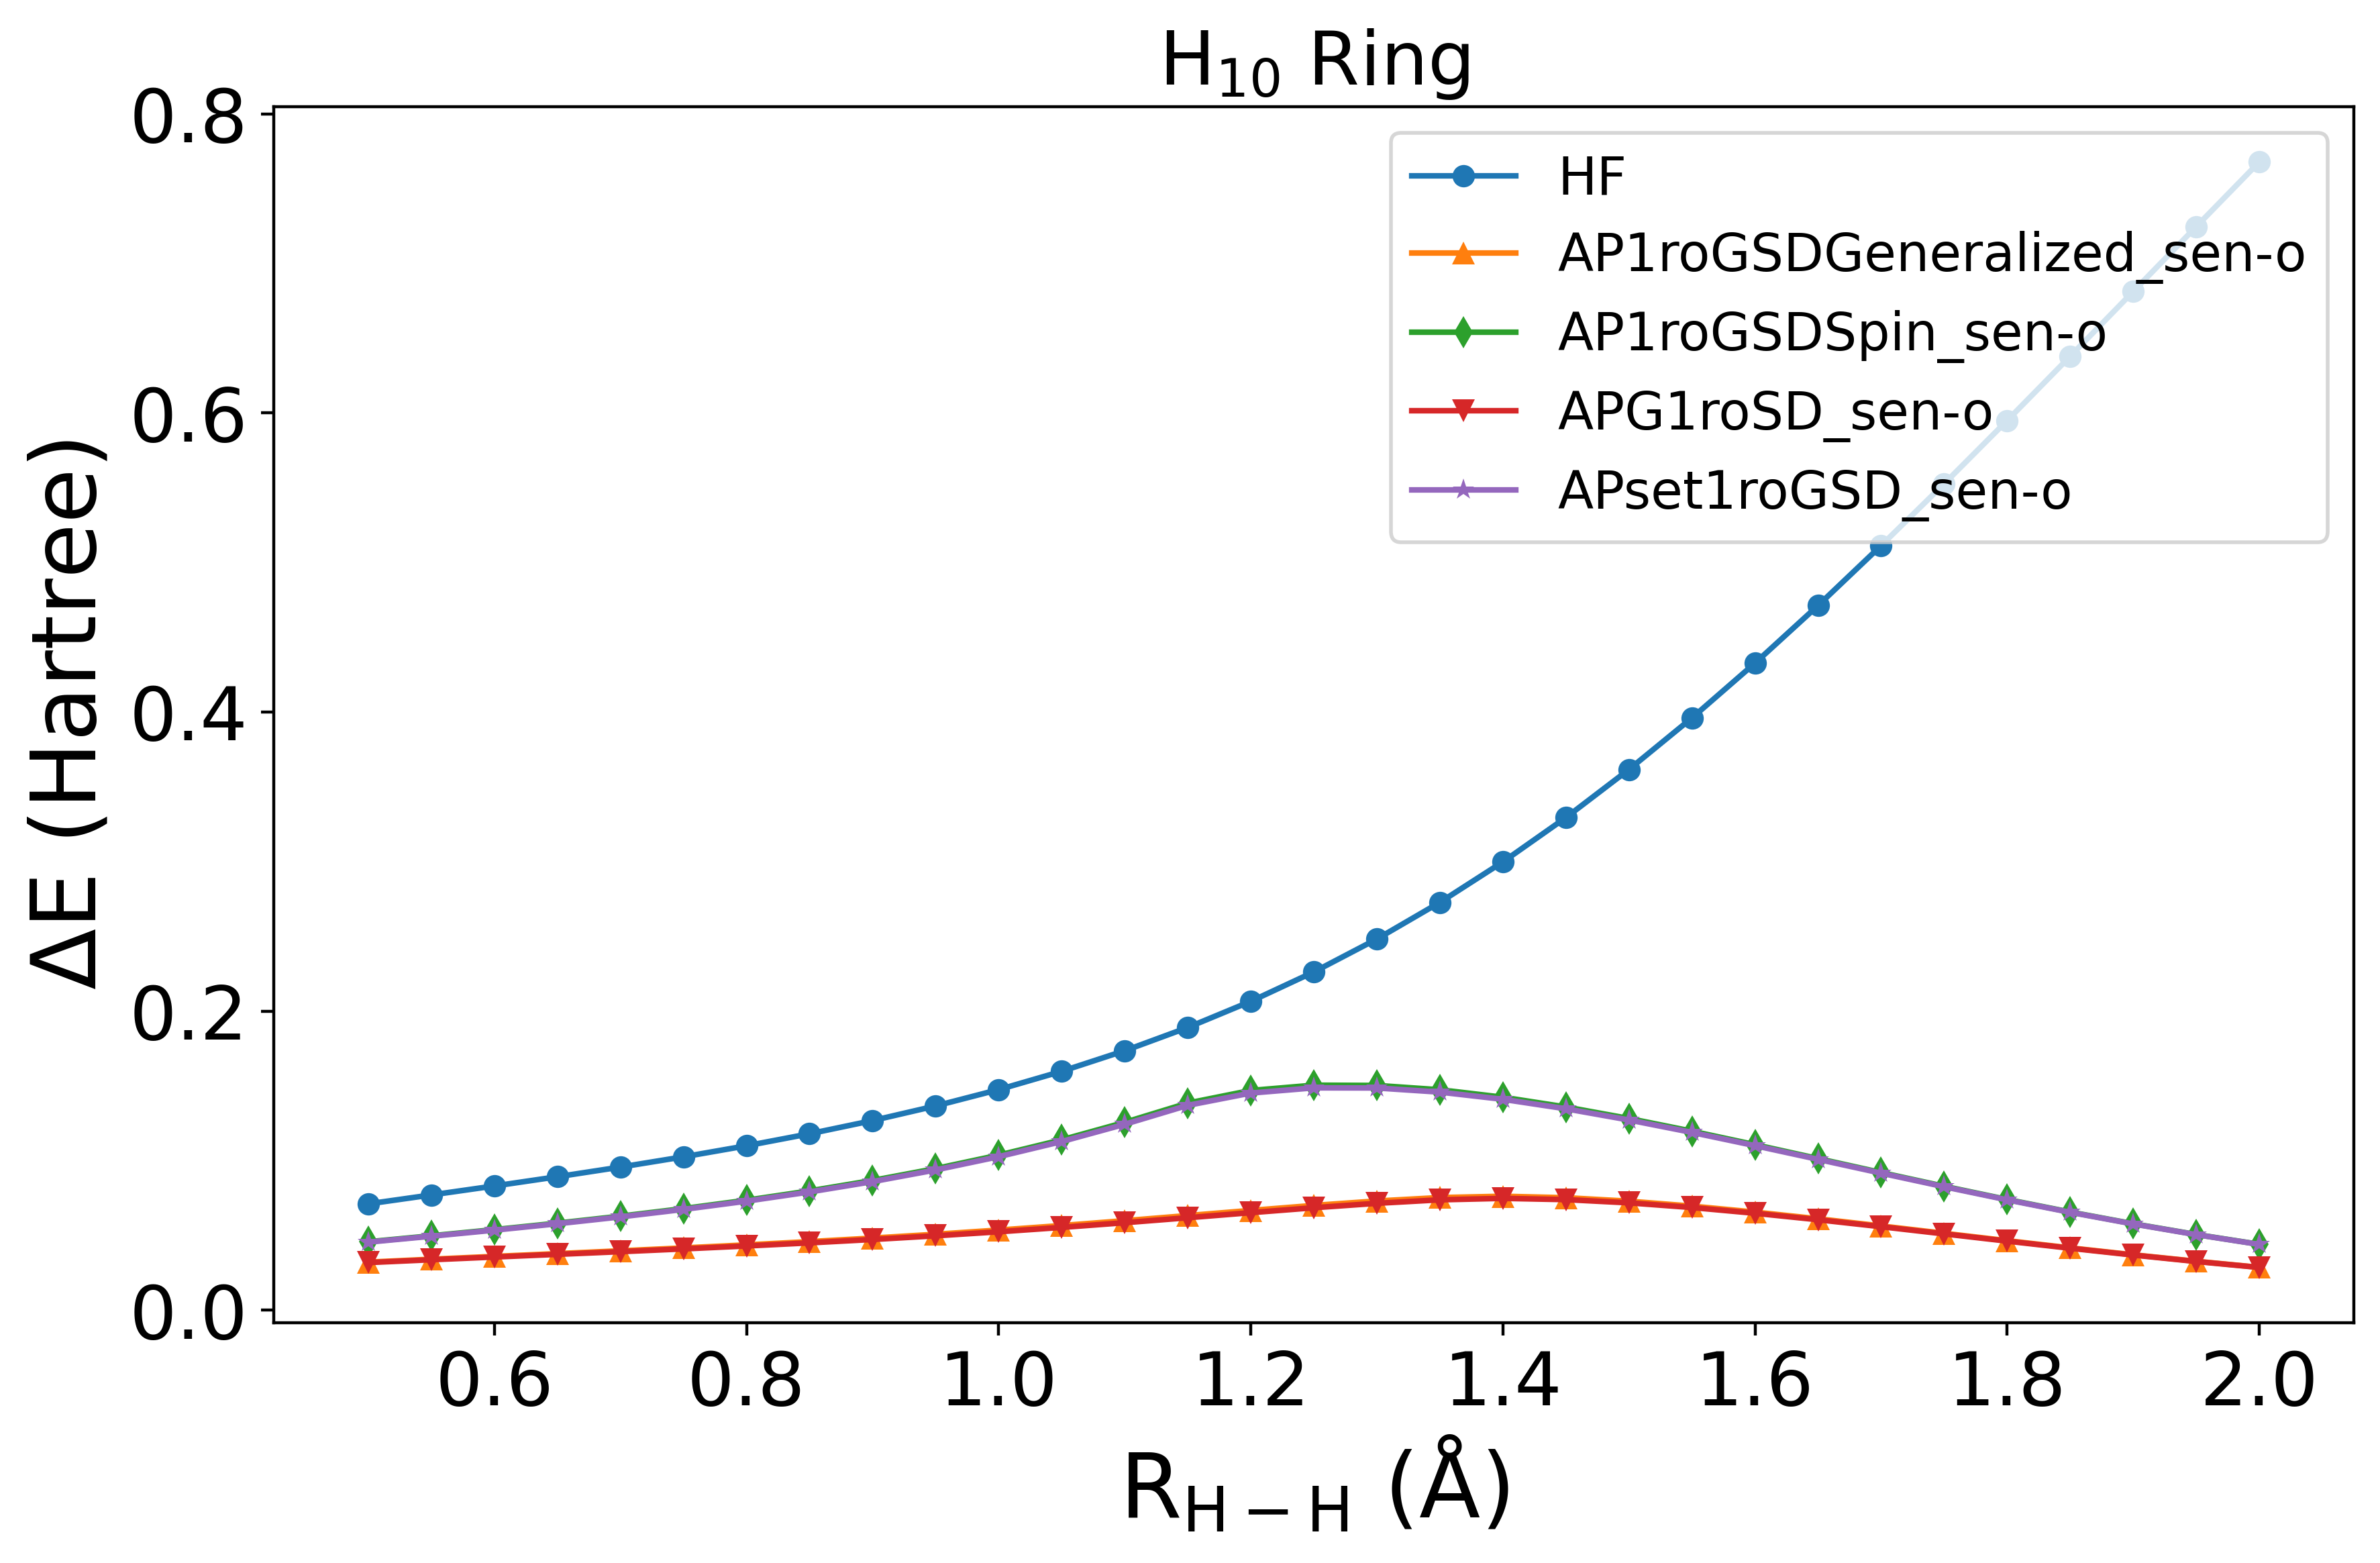 H10 Ring
ΔE (Hartree)
0.8
0.6
0.4
0.2
0.0
HF
AP1roGSDGeneralized_sen-o
AP1roGSDSpin_sen-o
APG1roSD_sen-o
APset1roGSD_sen-o
0.6 0.8 1.0 1.2 1.4 1.6 1.8 2.0
RH−H (Å)